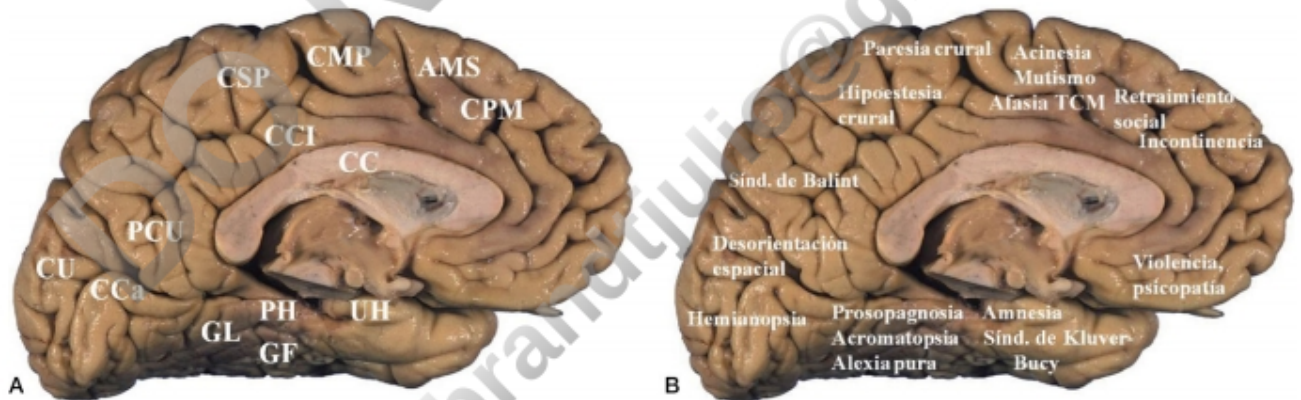 CMP
CSP
AMS
CPM
CCI
CC
PCU
CU
CCa
PH
UH
GL
GF
A
Paresia crural
Acinesia
Mutismo
Hipoestesia
crural
Afasia TCM
Retraimiento
social
Incontinencia
Sínd. de Balint
Desorientación
espacial
Violencia,
psicopatía
Hemianopsia
Prosopagnosia
Acromatopsia
Alexia pura
Amnesia
Sínd. de Kluver-
Bucy
B